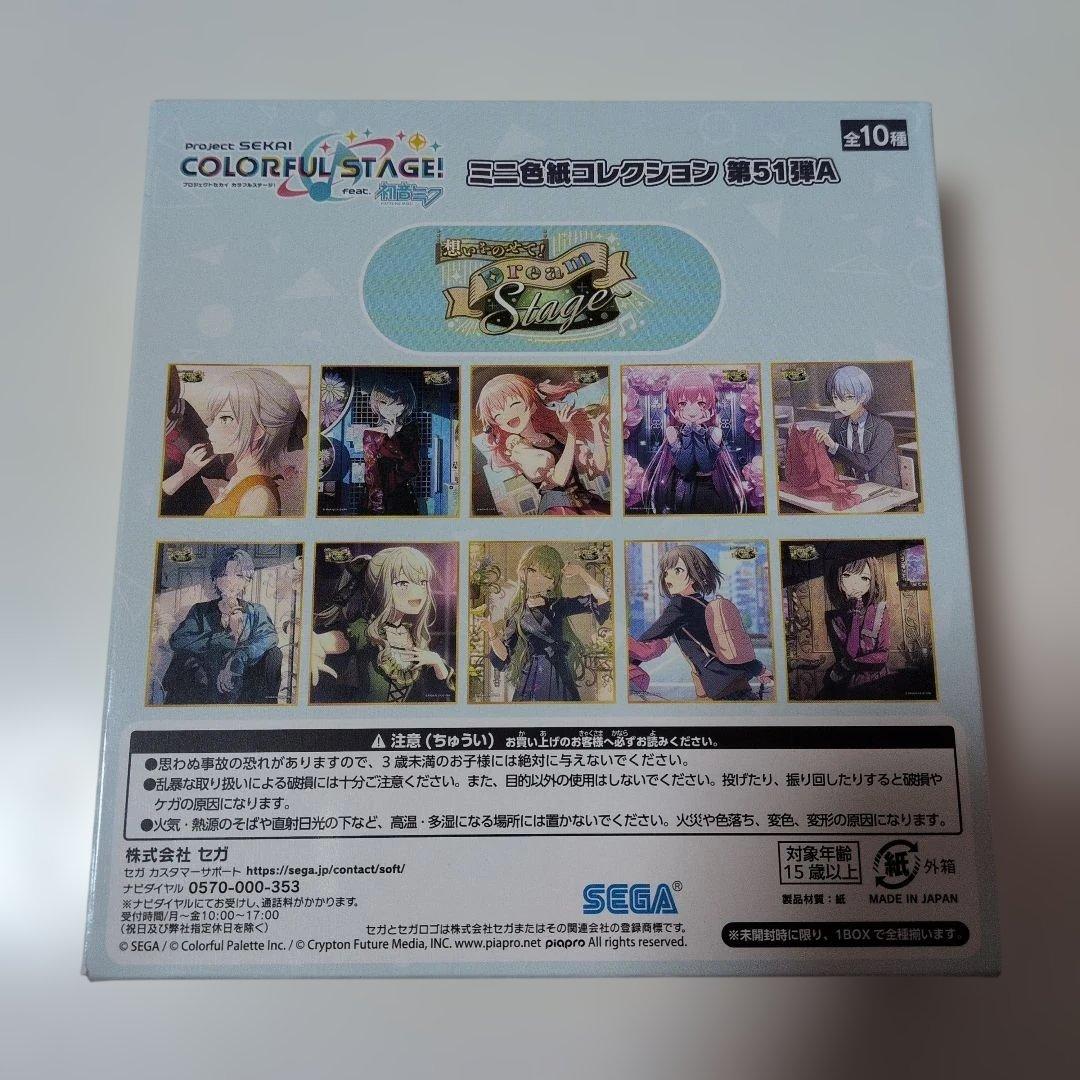 Project SEKAI
COLORFUL STAGE!
プロジェクトセカイ カラフルステージ!
feat. 初音ミク
HATSUNE MIKU
ミニ色紙コレクション 第51弾A
全10種
想いをのせて!
Dream
Stage
⚠ 注意(ちゅうい) お買い上げのお客様へ必ずお読みください。
●思わぬ事故の恐れがありますので、3歳未満のお子様には絶対に与えないでください。
●乱暴な取り扱いによる破損には十分ご注意ください。また、目的以外の使用はしないでください。投げたり、振り回したりすると破損や
ケガの原因になります。
●火気・熱源のそばや直射日光の下など、高温・多湿になる場所には置かないでください。火災や色落ち、変色、変形の原因になります。
株式会社 セガ
セガ カスタマーサポート https://sega.jp/contact/soft/
ナビダイヤル 0570-000-353
※ナビダイヤルにてお受けし、通話料がかかります。
受付時間/月~金10:00~17:00
(祝日及び弊社指定休日を除く)
SEGA®
セガとセガロゴは株式会社セガまたはその関連会社の登録商標です。
© SEGA / © Colorful Palette Inc. / © Crypton Future Media, INC. www.piapro.net piapro All rights reserved.
対象年齢
15歳以上
紙 外箱
製品材質:紙
MADE IN JAPAN
※未開封時に限り、1BOXで全種揃います。